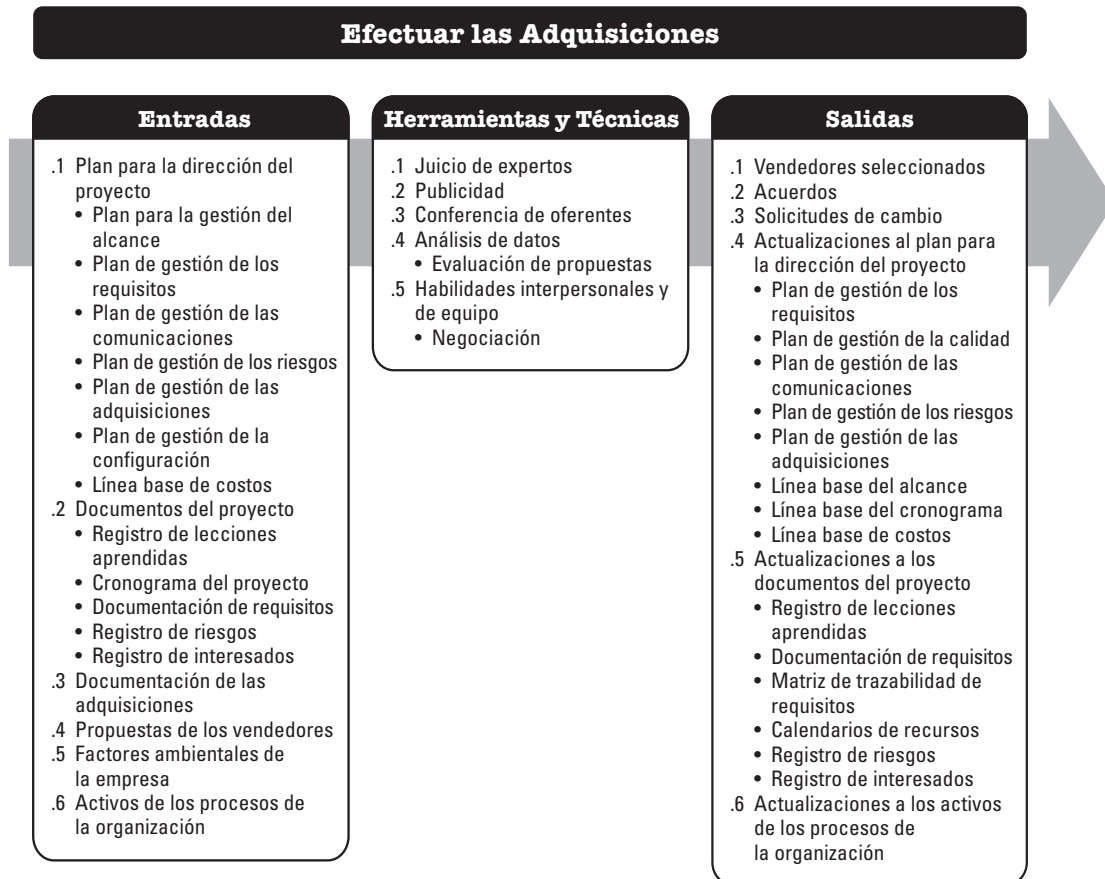 Efectuar las Adquisiciones
Entradas
.1 Plan para la dirección del
proyecto
• Plan para la gestión del
alcance
• Plan de gestión de los
requisitos
• Plan de gestión de las
comunicaciones
• Plan de gestión de los riesgos
• Plan de gestión de las
adquisiciones
• Plan de gestión de la
configuración
• Línea base de costos
.2 Documentos del proyecto
• Registro de lecciones
aprendidas
• Cronograma del proyecto
• Documentación de requisitos
• Registro de riesgos
• Registro de interesados
.3 Documentación de las
adquisiciones
.4 Propuestas de los vendedores
.5 Factores ambientales de
la empresa
.6 Activos de los procesos de
la organización
Herramientas y Técnicas
.1 Juicio de expertos
.2 Publicidad
.3 Conferencia de oferentes
.4 Análisis de datos
• Evaluación de propuestas
.5 Habilidades interpersonales y
de equipo
• Negociación
Salidas
.1 Vendedores seleccionados
.2 Acuerdos
.3 Solicitudes de cambio
.4 Actualizaciones al plan para
la dirección del proyecto
• Plan de gestión de los
requisitos
• Plan de gestión de la calidad
• Plan de gestión de las
comunicaciones
• Plan de gestión de los riesgos
• Plan de gestión de las
adquisiciones
• Línea base del alcance
• Línea base del cronograma
• Línea base de costos
.5 Actualizaciones a los
documentos del proyecto
• Registro de lecciones
aprendidas
• Documentación de requisitos
• Matriz de trazabilidad de
requisitos
• Calendarios de recursos
• Registro de riesgos
• Registro de interesados
.6 Actualizaciones a los activos
de los procesos de
la organización